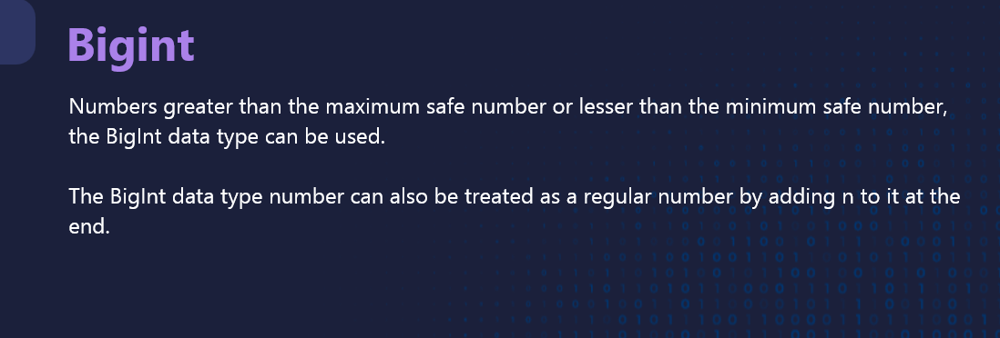 Bigint
Numbers greater than the maximum safe number or lesser than the minimum safe number,
the BigInt data type can be used.
The BigInt data type number can also be treated as a regular number by adding n to it at the
end.